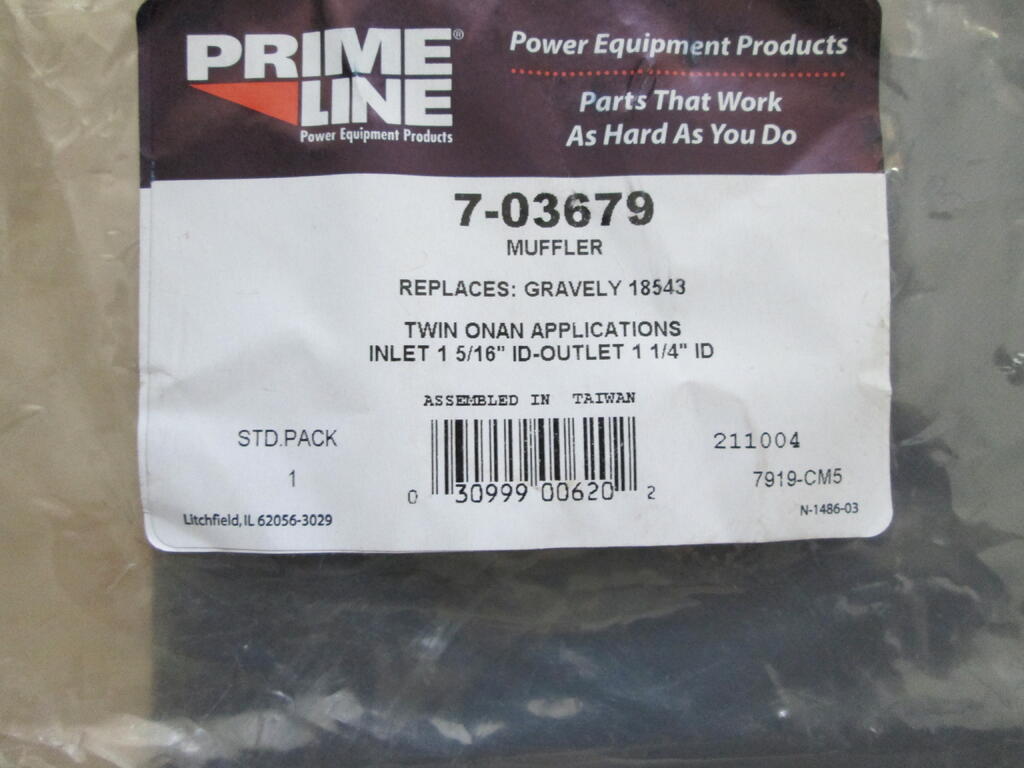 PRIME
LINE®
Power Equipment Products
Power Equipment Products
Parts That Work
As Hard As You Do
7-03679
MUFFLER
REPLACES: GRAVELY 18543
TWIN ONAN APPLICATIONS
INLET 1 5/16" ID-OUTLET 1 1/4" ID
ASSEMBLED IN TAIWAN
STD.PACK
1
211004
7919-CM5
0 30999 00620 2
Litchfield, IL 62056-3029
N-1486-03